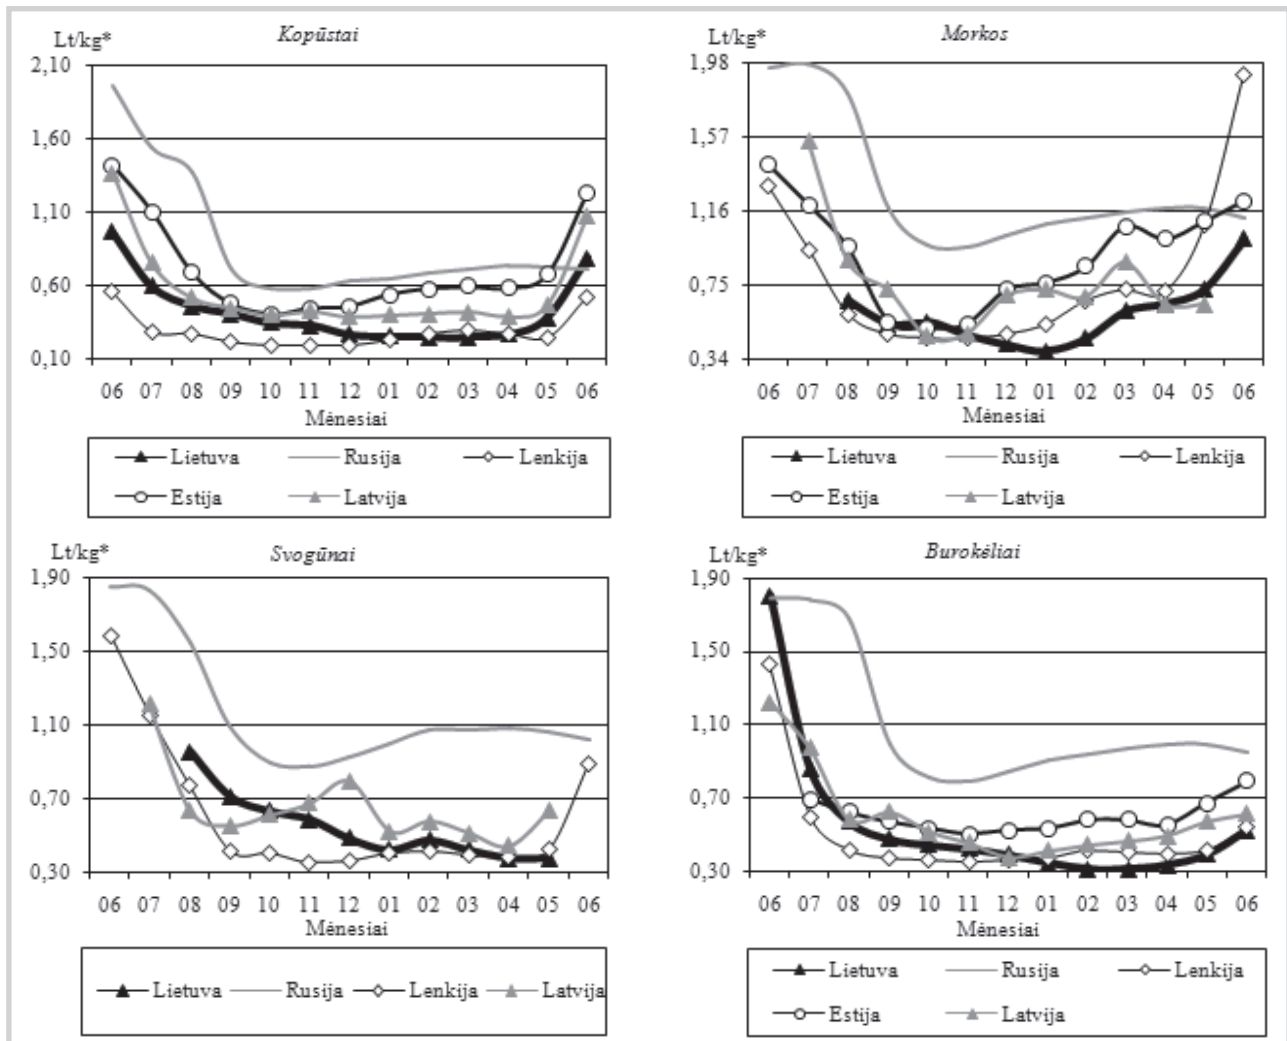 Kopūstai
Lt/kg*
2,10
1,60
1,10
0,60
0,10
06 07 08 09 10 11 12 01 02 03 04 05 06
Mėnesiai
Lietuva Rusija Lenkija
Estija Latvija
Morkos
Lt/kg*
1,98
1,57
1,16
0,75
0,34
06 07 08 09 10 11 12 01 02 03 04 05 06
Mėnesiai
Lietuva Rusija Lenkija
Estija Latvija
Svogūnai
Lt/kg*
1,90
1,50
1,10
0,70
0,30
06 07 08 09 10 11 12 01 02 03 04 05 06
Mėnesiai
Lietuva Rusija Lenkija Latvija
Burokėliai
Lt/kg*
1,90
1,50
1,10
0,70
0,30
06 07 08 09 10 11 12 01 02 03 04 05 06
Mėnesiai
Lietuva Rusija Lenkija
Estija Latvija